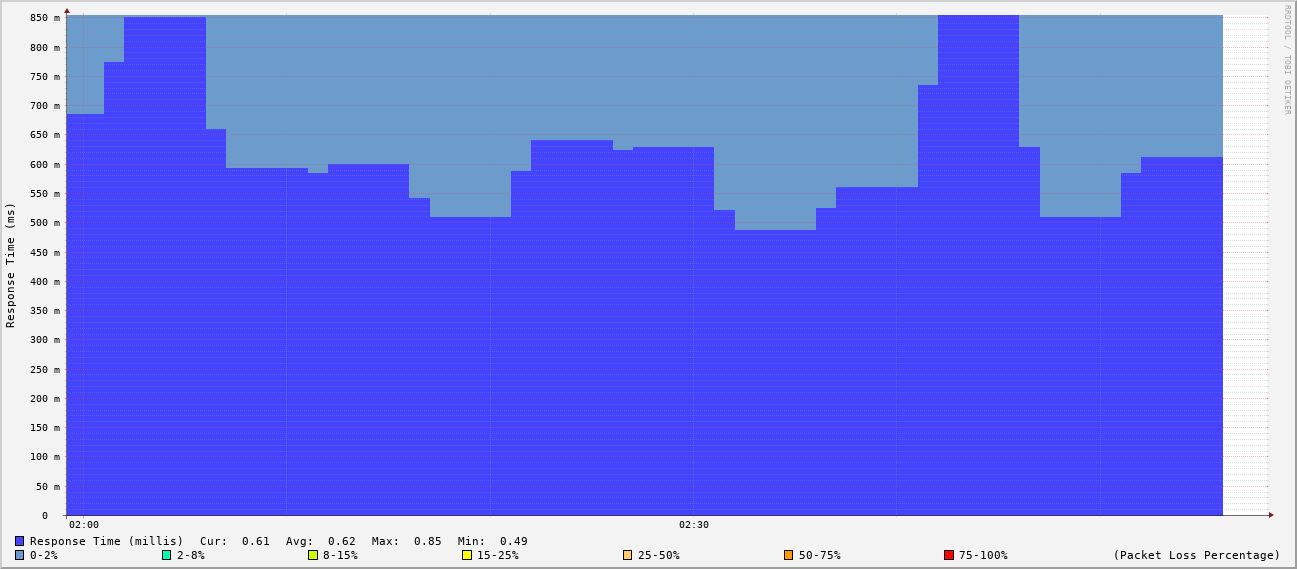 RRDTOOL / TOBI OETIKER
Response Time (ms)
850 m
800 m
750 m
700 m
650 m
600 m
550 m
500 m
450 m
400 m
350 m
300 m
250 m
200 m
150 m
100 m
50 m
0
02:00 02:30
Response Time (millis) Cur: 0.61 Avg: 0.62 Max: 0.85 Min: 0.49
0-2% 2-8% 8-15% 15-25% 25-50% 50-75% 75-100% (Packet Loss Percentage)